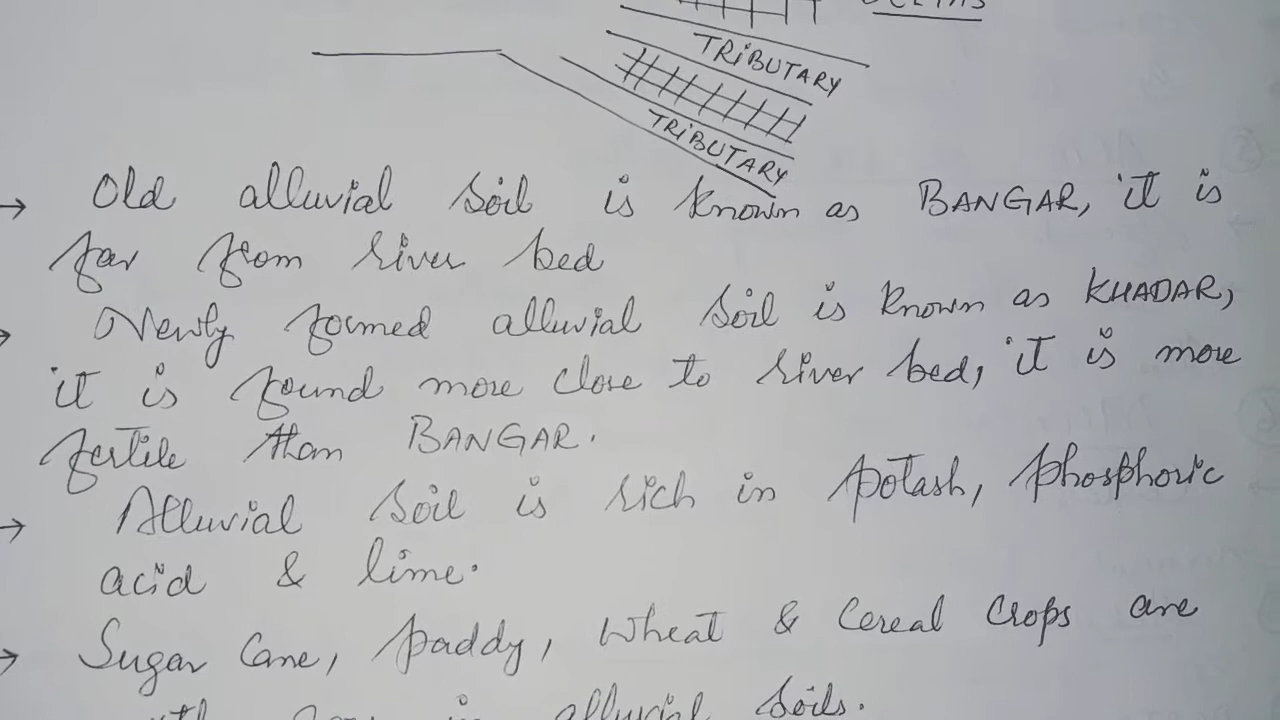 TRIBUTARY
TRIBUTARY
→ Old alluvial soil is known as BANGAR, it is
far from river bed
→ Newly formed alluvial soil is known as KHADAR,
it is found more close to river bed, it is more
fertile than BANGAR.
→ Alluvial soil is rich in potash, phosphoric
acid & lime.
→ Sugar Cane, paddy, wheat & Cereal Crops are
in alluvial soils.